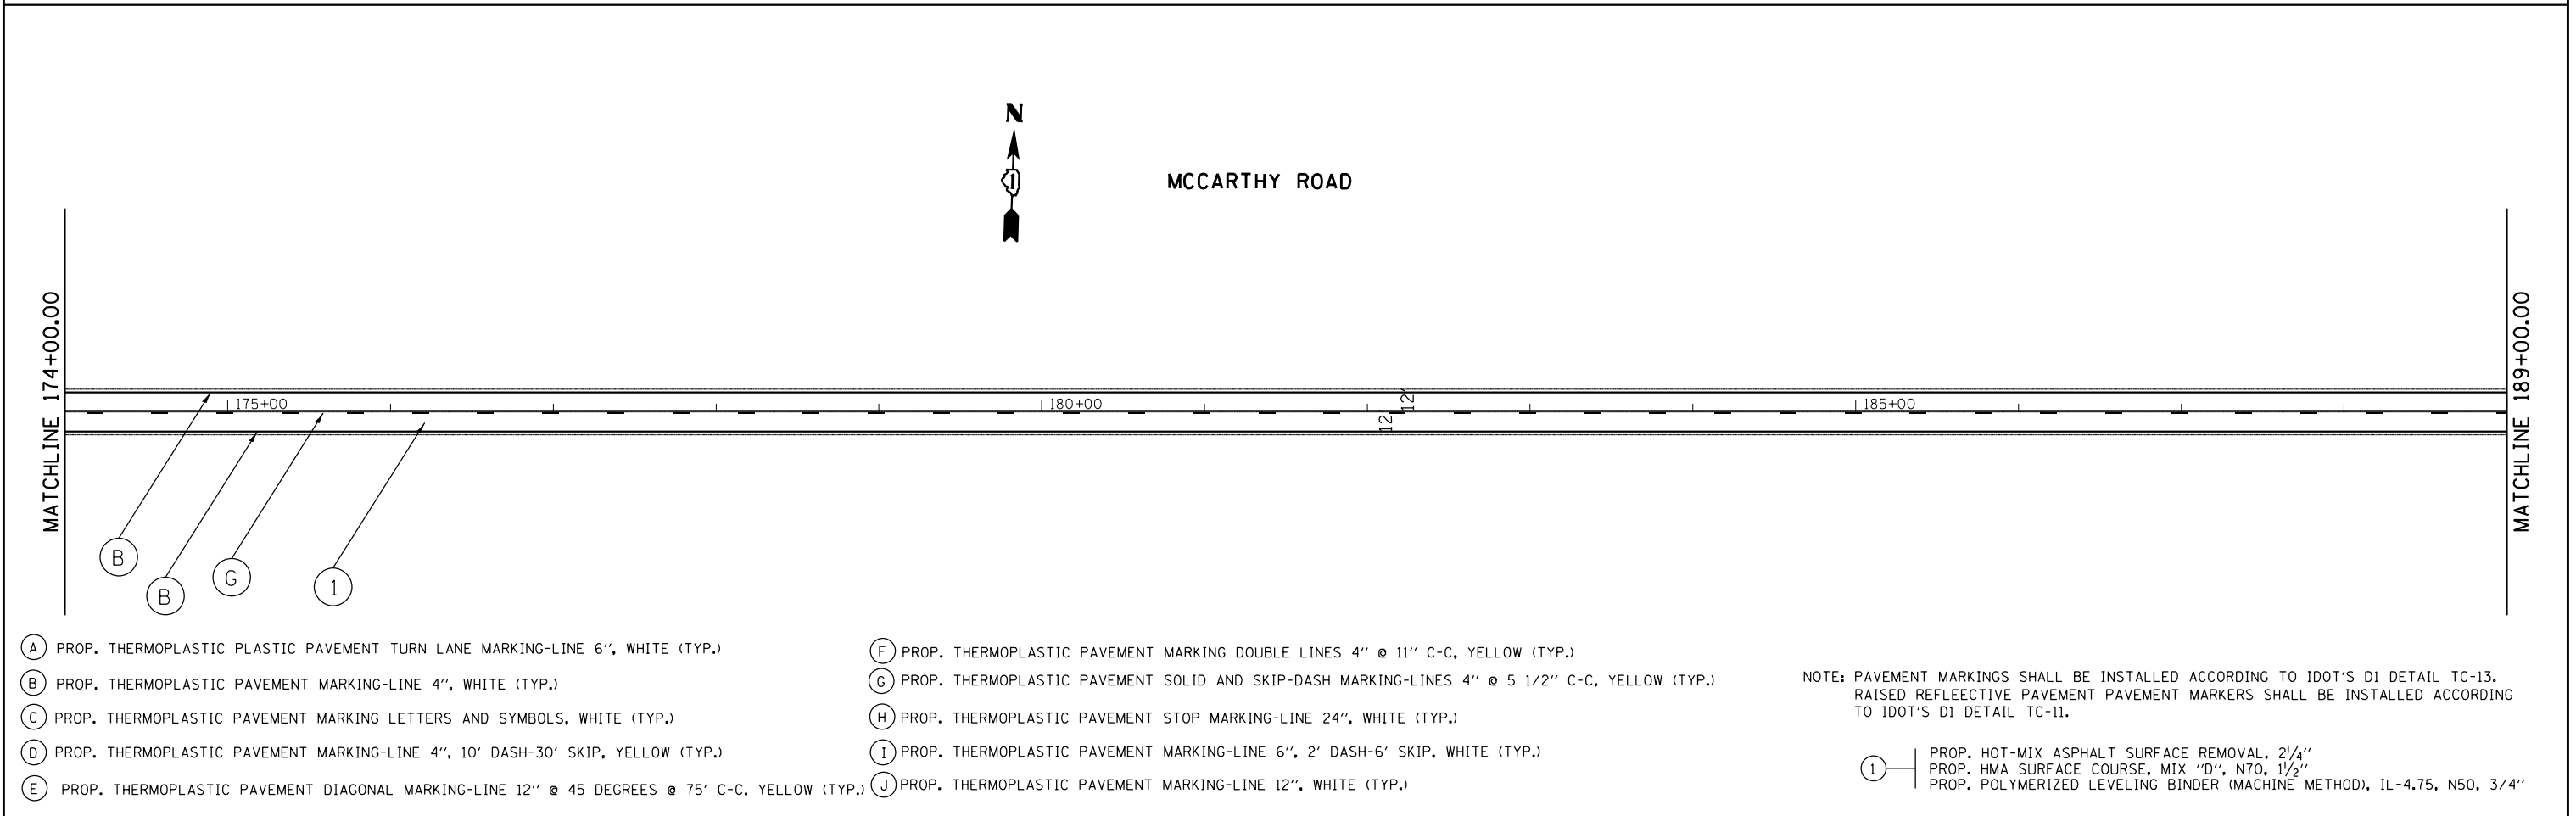 N
1
MCCARTHY ROAD
MATCHLINE 174+00.00
MATCHLINE 189+00.00
175+00
180+00
185+00
12'
12'
B
B
G
1
A PROP. THERMOPLASTIC PLASTIC PAVEMENT TURN LANE MARKING-LINE 6", WHITE (TYP.)
B PROP. THERMOPLASTIC PAVEMENT MARKING-LINE 4", WHITE (TYP.)
C PROP. THERMOPLASTIC PAVEMENT MARKING LETTERS AND SYMBOLS, WHITE (TYP.)
D PROP. THERMOPLASTIC PAVEMENT MARKING-LINE 4", 10' DASH-30' SKIP, YELLOW (TYP.)
E PROP. THERMOPLASTIC PAVEMENT DIAGONAL MARKING-LINE 12" @ 45 DEGREES @ 75' C-C, YELLOW (TYP.)
F PROP. THERMOPLASTIC PAVEMENT MARKING DOUBLE LINES 4" @ 11" C-C, YELLOW (TYP.)
G PROP. THERMOPLASTIC PAVEMENT SOLID AND SKIP-DASH MARKING-LINES 4" @ 5 1/2" C-C, YELLOW (TYP.)
H PROP. THERMOPLASTIC PAVEMENT STOP MARKING-LINE 24", WHITE (TYP.)
I PROP. THERMOPLASTIC PAVEMENT MARKING-LINE 6", 2' DASH-6' SKIP, WHITE (TYP.)
J PROP. THERMOPLASTIC PAVEMENT MARKING-LINE 12", WHITE (TYP.)
NOTE: PAVEMENT MARKINGS SHALL BE INSTALLED ACCORDING TO IDOT'S D1 DETAIL TC-13.
RAISED REFLEECTIVE PAVEMENT PAVEMENT MARKERS SHALL BE INSTALLED ACCORDING
TO IDOT'S D1 DETAIL TC-11.
1
PROP. HOT-MIX ASPHALT SURFACE REMOVAL, 2 1/4"
PROP. HMA SURFACE COURSE, MIX "D", N70, 1 1/2"
PROP. POLYMERIZED LEVELING BINDER (MACHINE METHOD), IL-4.75, N50, 3/4"